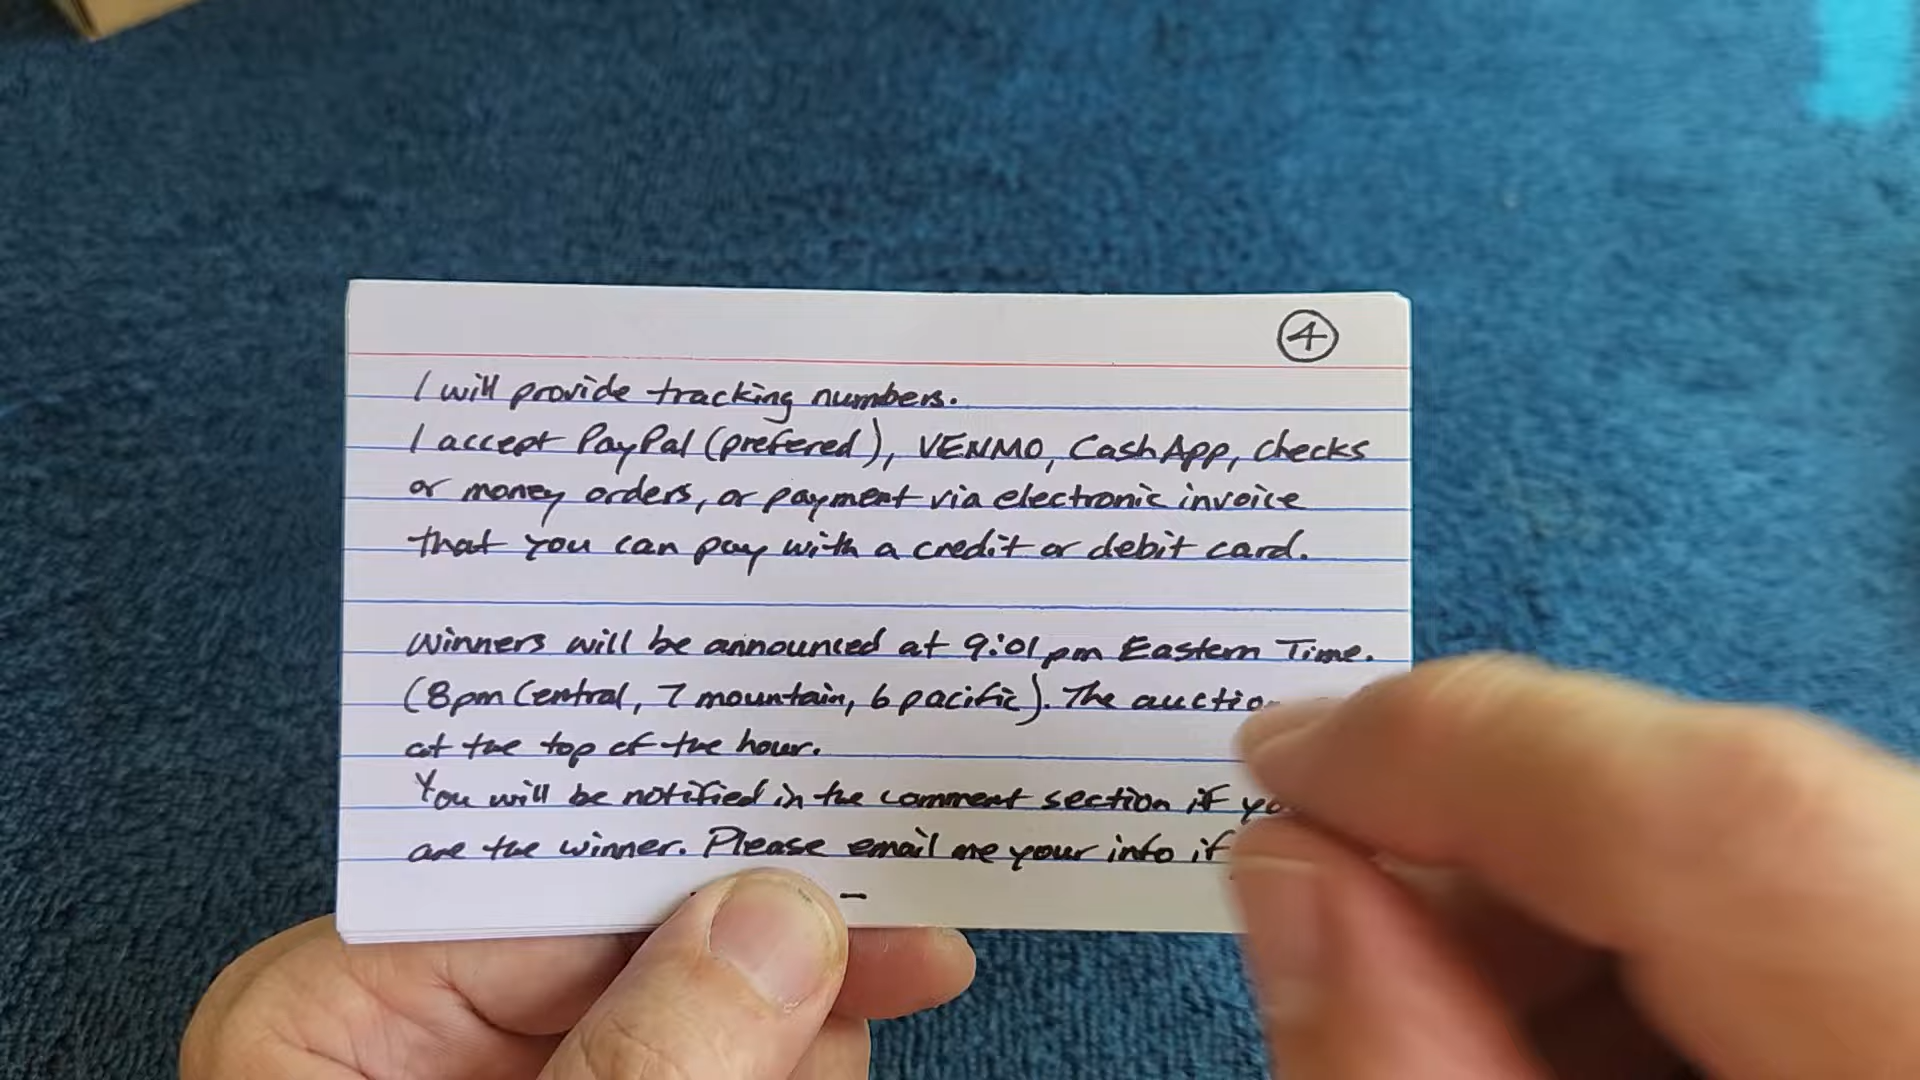 4
I will provide tracking numbers.
I accept PayPal (prefered), VENMO, CashApp, checks
or money orders, or payment via electronic invoice
that you can pay with a credit or debit card.
Winners will be announced at 9:01 pm Eastern Time.
(8pm Central, 7 mountain, 6 pacific). The auctio
at the top of the hour.
You will be notified in the comment section if yo
are the winner. Please email me your info if